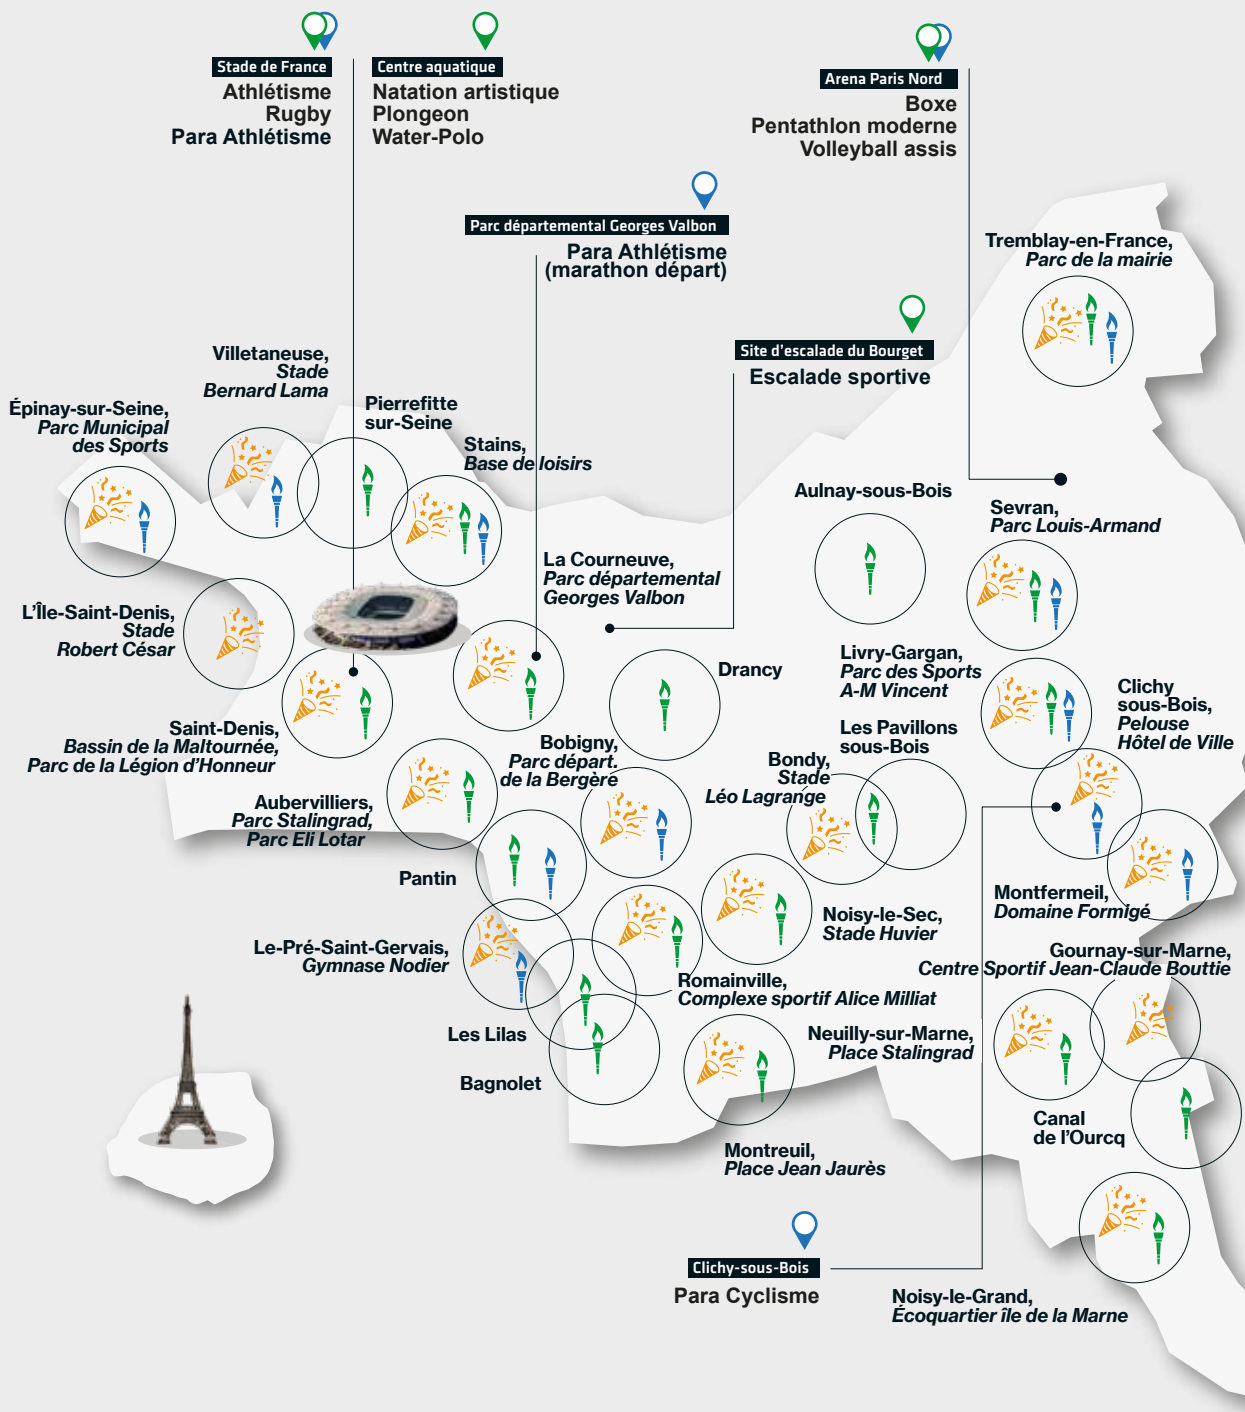 Stade de France
Athlétisme
Rugby
Para Athlétisme
Centre aquatique
Natation artistique
Plongeon
Water-Polo
Arena Paris Nord
Boxe
Pentathlon moderne
Volleyball assis
Parc départemental Georges Valbon
Para Athlétisme
(marathon départ)
Site d'escalade du Bourget
Escalade sportive
Tremblay-en-France,
Parc de la mairie
Villetaneuse,
Stade
Bernard Lama
Épinay-sur-Seine,
Parc Municipal
des Sports
Pierrefitte
sur-Seine
Stains,
Base de loisirs
Aulnay-sous-Bois
Sevran,
Parc Louis-Armand
La Courneuve,
Parc départemental
Georges Valbon
L'Île-Saint-Denis,
Stade
Robert César
Drancy
Livry-Gargan,
Parc des Sports
A-M Vincent
Clichy
sous-Bois,
Pelouse
Hôtel de Ville
Saint-Denis,
Bassin de la Maltournée,
Parc de la Légion d'Honneur
Bobigny,
Parc départ.
de la Bergère
Les Pavillons
sous-Bois
Bondy,
Stade
Léo Lagrange
Aubervilliers,
Parc Stalingrad,
Parc Eli Lotar
Pantin
Montfermeil,
Domaine Formigé
Noisy-le-Sec,
Stade Huvier
Le-Pré-Saint-Gervais,
Gymnase Nodier
Gournay-sur-Marne,
Centre Sportif Jean-Claude Bouttie
Romainville,
Complexe sportif Alice Milliat
Les Lilas
Neuilly-sur-Marne,
Place Stalingrad
Bagnolet
Canal
de l'Ourcq
Montreuil,
Place Jean Jaurès
Clichy-sous-Bois
Para Cyclisme
Noisy-le-Grand,
Écoquartier île de la Marne